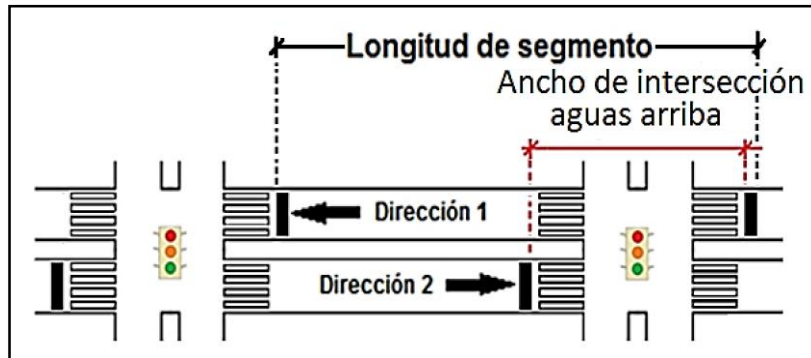 Longitud de segmento
Ancho de intersección
aguas arriba
Dirección 1
Dirección 2